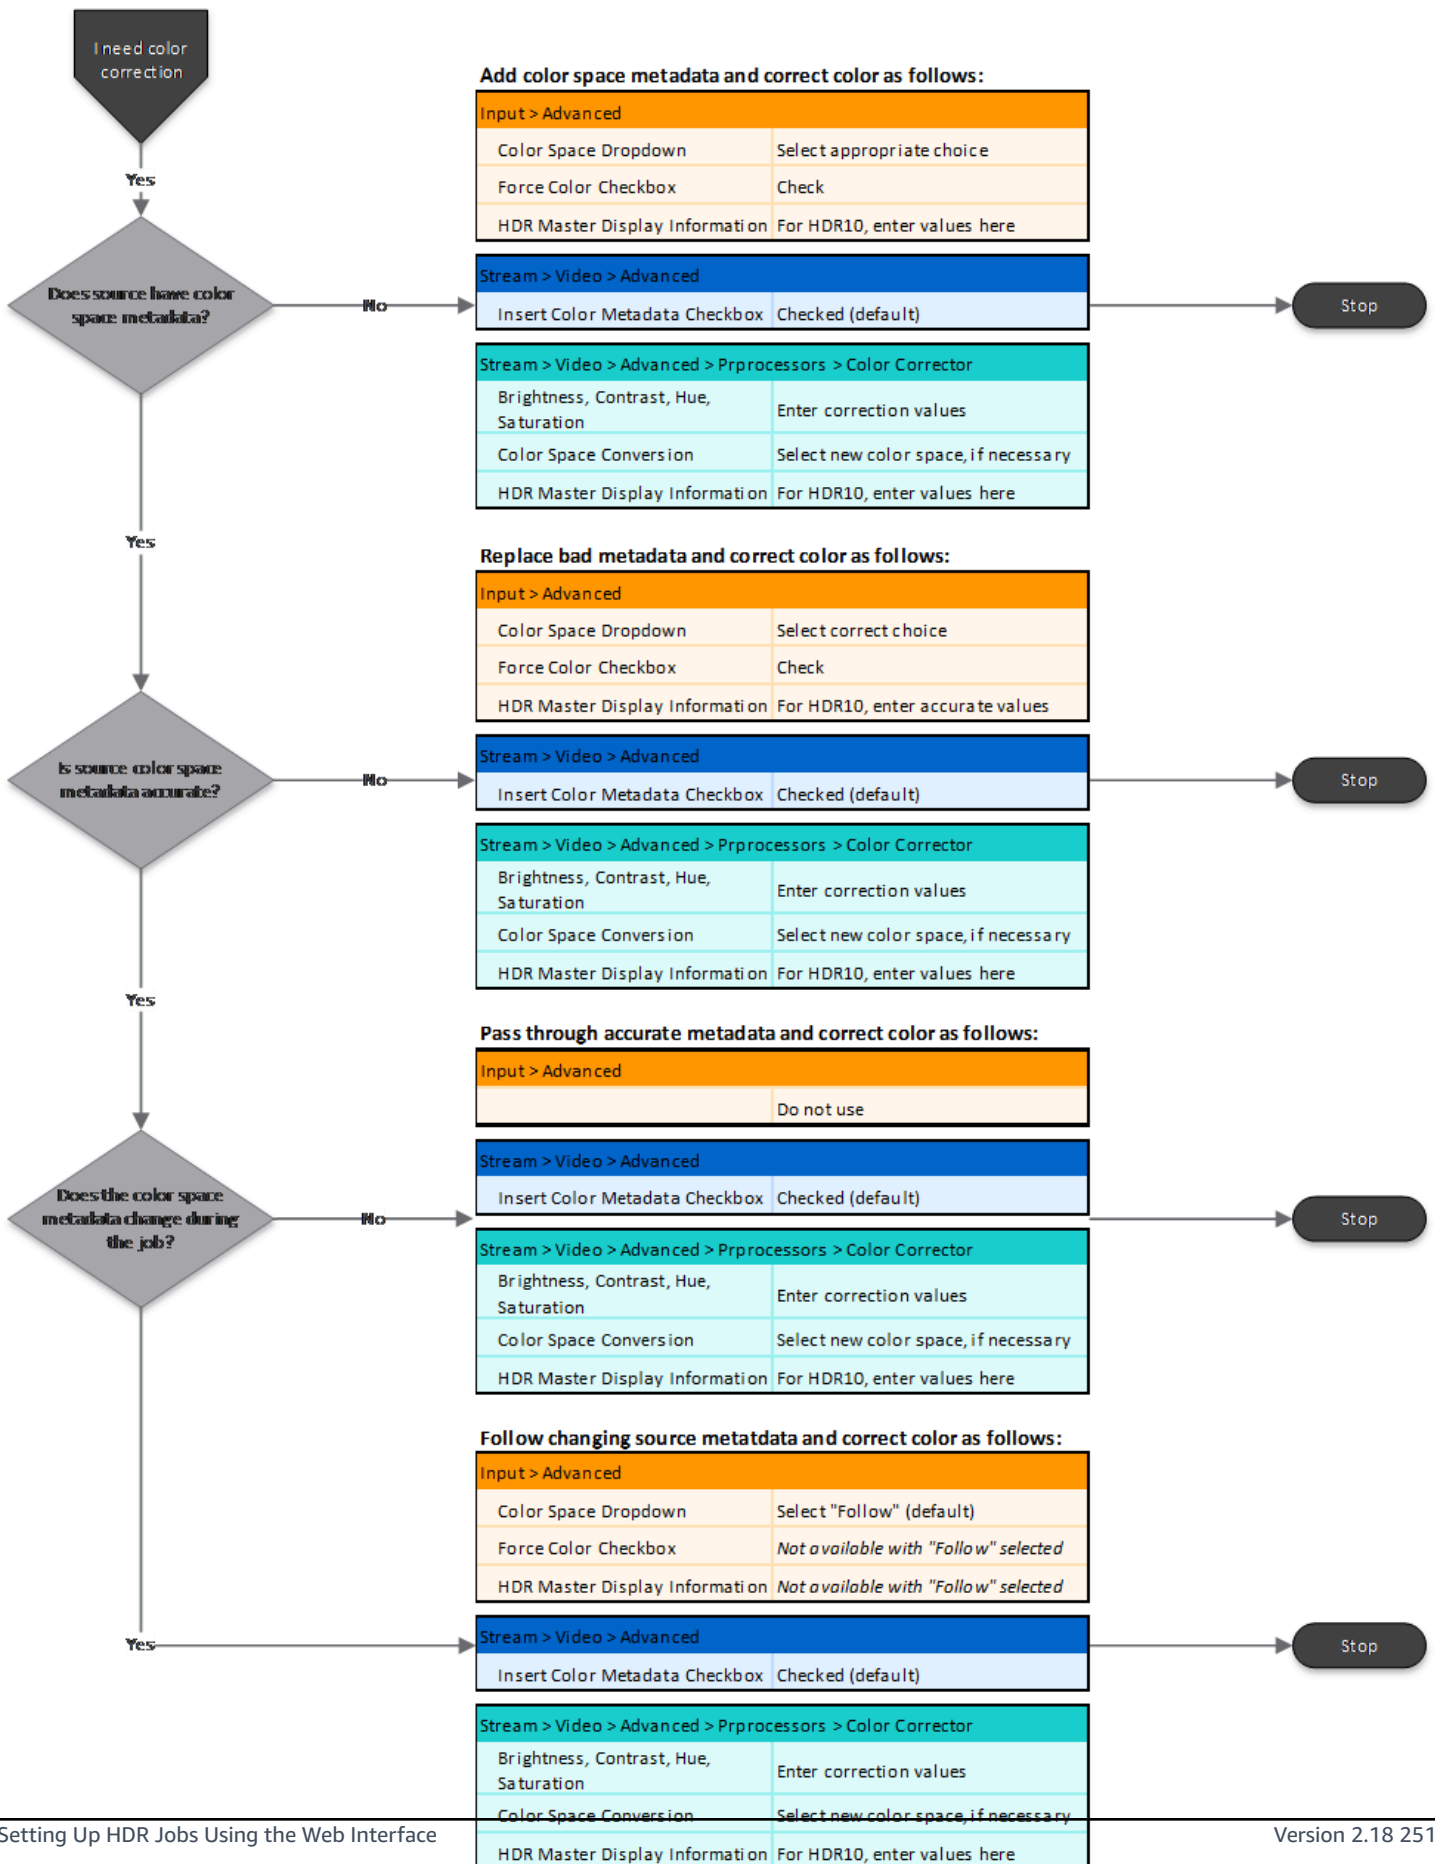 I need color
correction
Yes
Does source have color
space metadata?
No
Add color space metadata and correct color as follows:
Input > Advanced
Color Space Dropdown Select appropriate choice
Force Color Checkbox Check
HDR Master Display Information For HDR10, enter values here
Stream > Video > Advanced
Insert Color Metadata Checkbox Checked (default)
Stream > Video > Advanced > Prprocessors > Color Corrector
Brightness, Contrast, Hue,
Saturation
Enter correction values
Color Space Conversion Select new color space, if necessary
HDR Master Display Information For HDR10, enter values here
Stop
Yes
Is source color space
metadata accurate?
No
Replace bad metadata and correct color as follows:
Input > Advanced
Color Space Dropdown Select correct choice
Force Color Checkbox Check
HDR Master Display Information For HDR10, enter accurate values
Stream > Video > Advanced
Insert Color Metadata Checkbox Checked (default)
Stream > Video > Advanced > Prprocessors > Color Corrector
Brightness, Contrast, Hue,
Saturation
Enter correction values
Color Space Conversion Select new color space, if necessary
HDR Master Display Information For HDR10, enter values here
Stop
Yes
Does the color space
metadata change during
the job?
No
Pass through accurate metadata and correct color as follows:
Input > Advanced
Do not use
Stream > Video > Advanced
Insert Color Metadata Checkbox Checked (default)
Stream > Video > Advanced > Prprocessors > Color Corrector
Brightness, Contrast, Hue,
Saturation
Enter correction values
Color Space Conversion Select new color space, if necessary
HDR Master Display Information For HDR10, enter values here
Stop
Yes
Follow changing source metatdata and correct color as follows:
Input > Advanced
Color Space Dropdown Select "Follow" (default)
Force Color Checkbox Not available with "Follow" selected
HDR Master Display Information Not available with "Follow" selected
Stream > Video > Advanced
Insert Color Metadata Checkbox Checked (default)
Stream > Video > Advanced > Prprocessors > Color Corrector
Brightness, Contrast, Hue,
Saturation
Enter correction values
Color Space Conversion Select new color space, if necessary
HDR Master Display Information For HDR10, enter values here
Stop
Setting Up HDR Jobs Using the Web Interface
Version 2.18 251